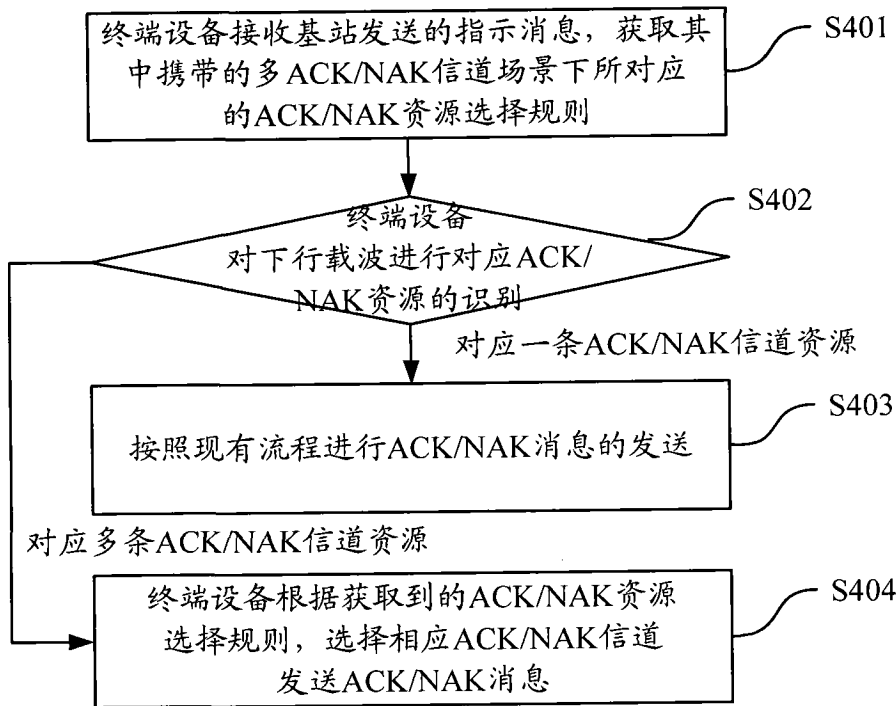 终端设备接收基站发送的指示消息，获取其
中携带的多ACK/NAK信道场景下所对应
的ACK/NAK资源选择规则
S401
终端设备
对下行载波进行对应ACK/
NAK资源的识别
S402
对应一条ACK/NAK信道资源
按照现有流程进行ACK/NAK消息的发送
S403
对应多条ACK/NAK信道资源
终端设备根据获取到的ACK/NAK资源
选择规则，选择相应ACK/NAK信道
发送ACK/NAK消息
S404